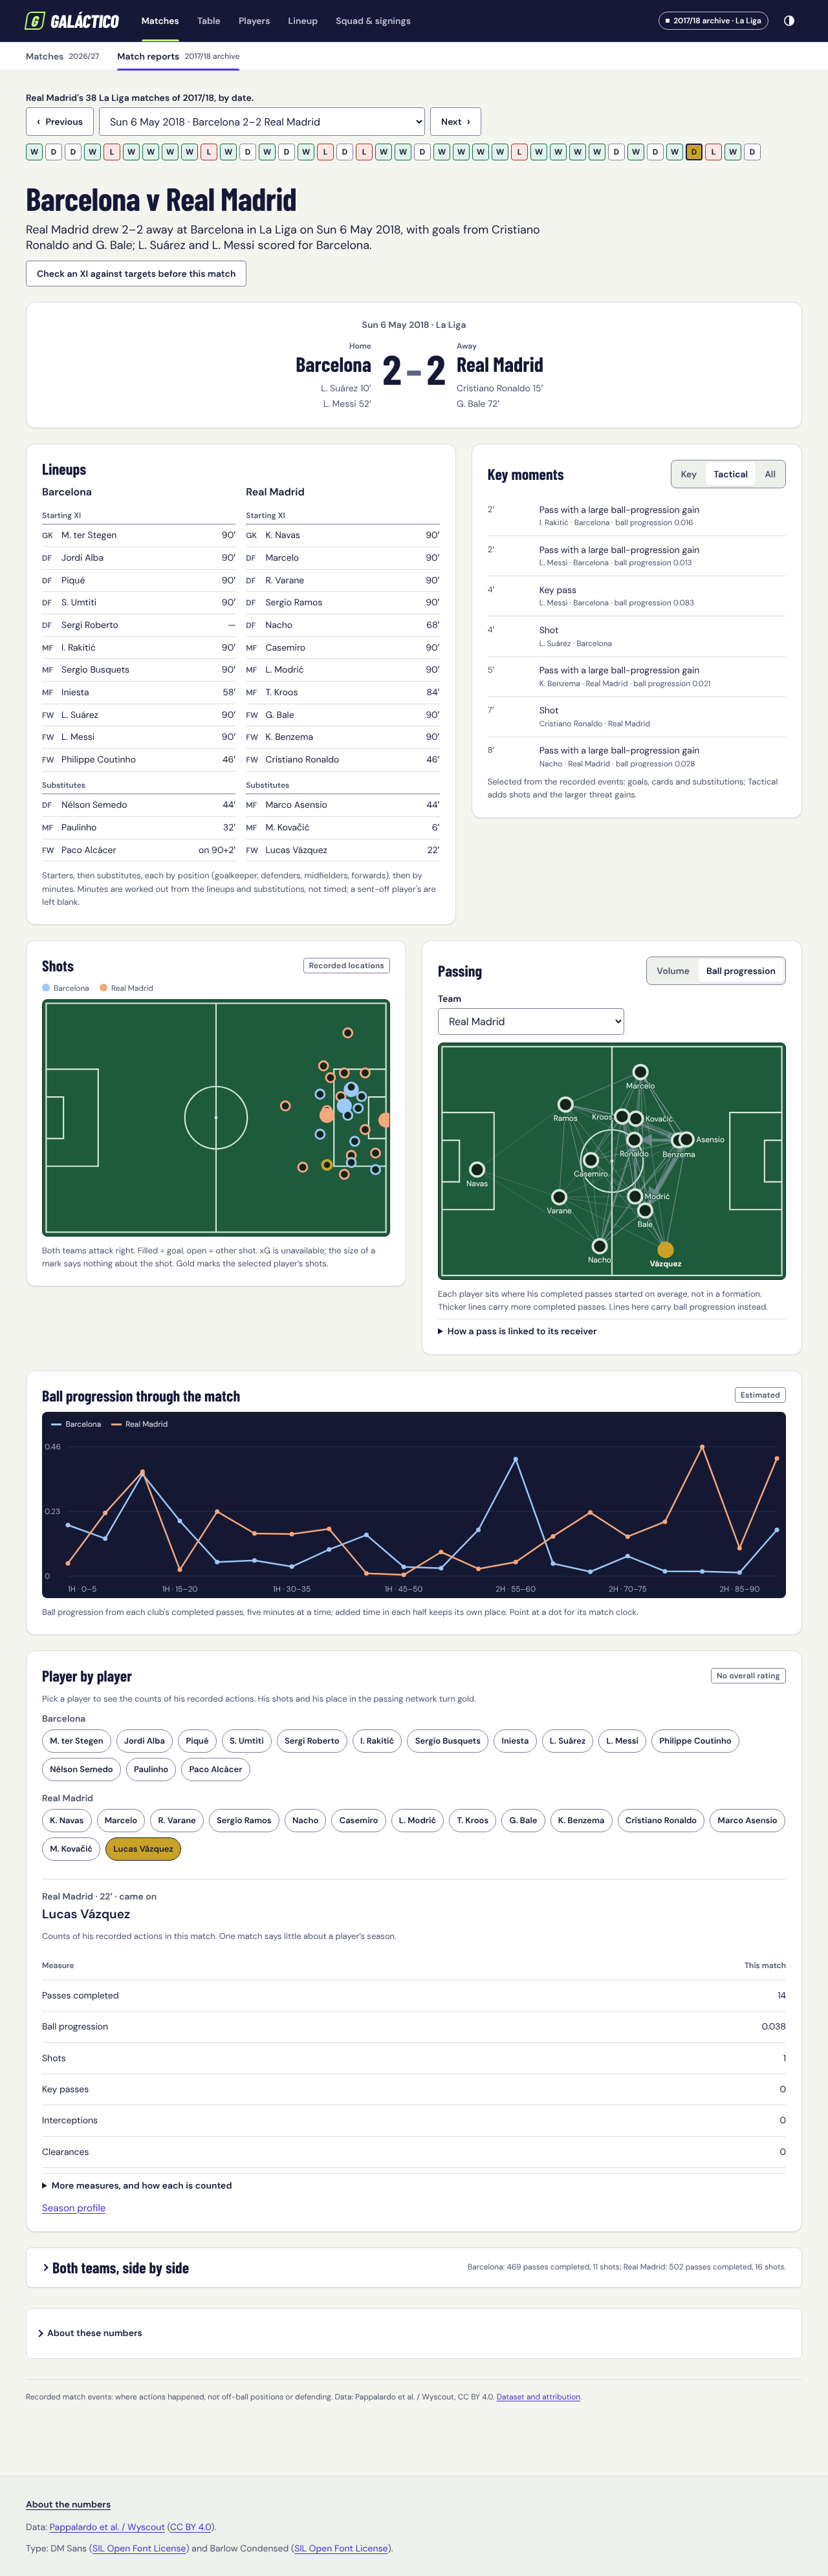 GALÁCTICO
Matches Table Players Lineup Squad & signings
2017/18 archive · La Liga
Matches 2026/27 Match reports 2017/18 archive
Real Madrid's 38 La Liga matches of 2017/18, by date.
‹ Previous Sun 6 May 2018 · Barcelona 2–2 Real Madrid Next ›
W D D W L W W W W L W D W D W L D L W W D W W W W L W W W W D W D W D L W D
Barcelona v Real Madrid
Real Madrid drew 2–2 away at Barcelona in La Liga on Sun 6 May 2018, with goals from Cristiano
Ronaldo and G. Bale; L. Suárez and L. Messi scored for Barcelona.
Check an XI against targets before this match
Sun 6 May 2018 · La Liga
Home Away
Barcelona 2 – 2 Real Madrid
L. Suárez 10′ Cristiano Ronaldo 15′
L. Messi 52′ G. Bale 72′
Lineups
Barcelona Real Madrid
Starting XI Starting XI
GK M. ter Stegen 90′ GK K. Navas 90′
DF Jordi Alba 90′ DF Marcelo 90′
DF Piqué 90′ DF R. Varane 90′
DF S. Umtiti 90′ DF Sergio Ramos 90′
DF Sergi Roberto — DF Nacho 68′
MF I. Rakitić 90′ MF Casemiro 90′
MF Sergio Busquets 90′ MF L. Modrić 90′
MF Iniesta 58′ MF T. Kroos 84′
FW L. Suárez 90′ FW G. Bale 90′
FW L. Messi 90′ FW K. Benzema 90′
FW Philippe Coutinho 46′ FW Cristiano Ronaldo 46′
Substitutes Substitutes
DF Nélson Semedo 44′ MF Marco Asensio 44′
MF Paulinho 32′ MF M. Kovačić 6′
FW Paco Alcácer on 90+2′ FW Lucas Vázquez 22′
Starters, then substitutes, each by position (goalkeeper, defenders, midfielders, forwards), then by
minutes. Minutes are worked out from the lineups and substitutions, not timed; a sent-off player's are
left blank.
Key moments Key Tactical All
2′ Pass with a large ball-progression gain
I. Rakitić · Barcelona · ball progression 0.016
2′ Pass with a large ball-progression gain
L. Messi · Barcelona · ball progression 0.013
4′ Key pass
L. Messi · Barcelona · ball progression 0.083
4′ Shot
L. Suárez · Barcelona
5′ Pass with a large ball-progression gain
K. Benzema · Real Madrid · ball progression 0.021
7′ Shot
Cristiano Ronaldo · Real Madrid
8′ Pass with a large ball-progression gain
Nacho · Real Madrid · ball progression 0.028
Selected from the recorded events: goals, cards and substitutions; Tactical
adds shots and the larger threat gains.
Shots Recorded locations
Barcelona Real Madrid
Both teams attack right. Filled = goal, open = other shot. xG is unavailable; the size of a
mark says nothing about the shot. Gold marks the selected player's shots.
Passing Volume Ball progression
Team
Real Madrid
Marcelo
Ramos Kroos Kovačić
Ronaldo Benzema Asensio
Casemiro
Navas
Varane Modrić
Bale
Nacho Vázquez
Each player sits where his completed passes started on average, not in a formation.
Thicker lines carry more completed passes. Lines here carry ball progression instead.
How a pass is linked to its receiver
Ball progression through the match Estimated
Barcelona Real Madrid
0.46
0.23
0
1H · 0–5 1H · 15–20 1H · 30–35 1H · 45–50 2H · 55–60 2H · 70–75 2H · 85–90
Ball progression from each club's completed passes, five minutes at a time; added time in each half keeps its own place. Point at a dot for its match clock.
Player by player No overall rating
Pick a player to see the counts of his recorded actions. His shots and his place in the passing network turn gold.
Barcelona
M. ter Stegen Jordi Alba Piqué S. Umtiti Sergi Roberto I. Rakitić Sergio Busquets Iniesta L. Suárez L. Messi Philippe Coutinho
Nélson Semedo Paulinho Paco Alcácer
Real Madrid
K. Navas Marcelo R. Varane Sergio Ramos Nacho Casemiro L. Modrić T. Kroos G. Bale K. Benzema Cristiano Ronaldo Marco Asensio
M. Kovačić Lucas Vázquez
Real Madrid · 22′ · came on
Lucas Vázquez
Counts of his recorded actions in this match. One match says little about a player's season.
Measure This match
Passes completed 14
Ball progression 0.038
Shots 1
Key passes 0
Interceptions 0
Clearances 0
More measures, and how each is counted
Season profile
Both teams, side by side Barcelona: 469 passes completed, 11 shots; Real Madrid: 502 passes completed, 16 shots.
About these numbers
Recorded match events: where actions happened, not off-ball positions or defending. Data: Pappalardo et al. / Wyscout, CC BY 4.0. Dataset and attribution.
About the numbers
Data: Pappalardo et al. / Wyscout (CC BY 4.0).
Type: DM Sans (SIL Open Font License) and Barlow Condensed (SIL Open Font License).